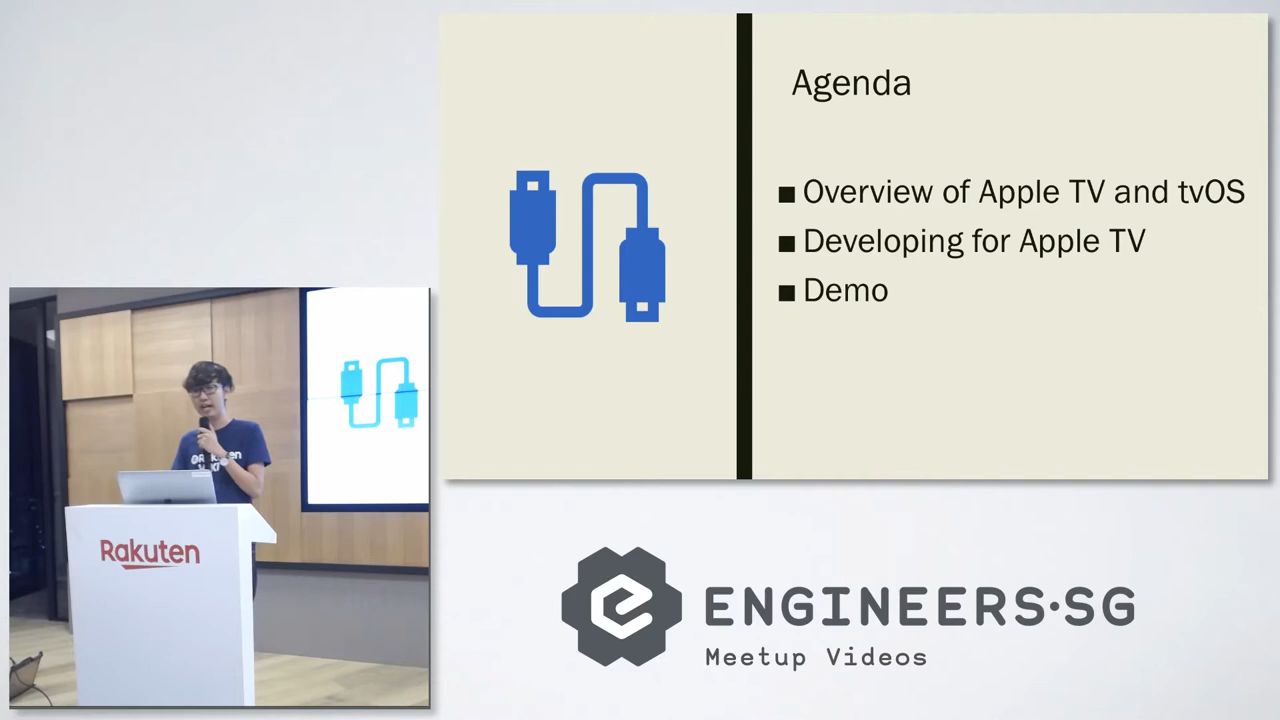 Agenda
■ Overview of Apple TV and tvOS
■ Developing for Apple TV
■ Demo
Rakuten
ENGINEERS·SG
Meetup Videos